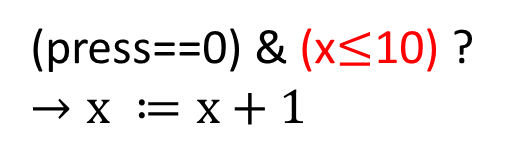 (press==0) & (x≤10) ?
→ x := x + 1